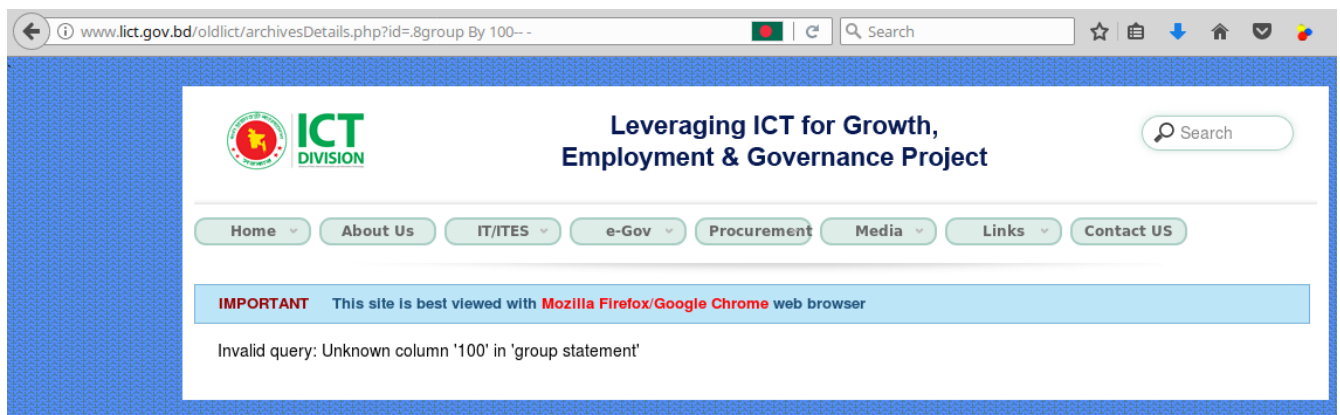 www.lict.gov.bd/oldlict/archivesDetails.php?id=.8group By 100-- -
Search
ICT
DIVISION
Leveraging ICT for Growth,
Employment & Governance Project
Search
Home
About Us
IT/ITES
e-Gov
Procurement
Media
Links
Contact US
IMPORTANT This site is best viewed with Mozilla Firefox/Google Chrome web browser
Invalid query: Unknown column '100' in 'group statement'